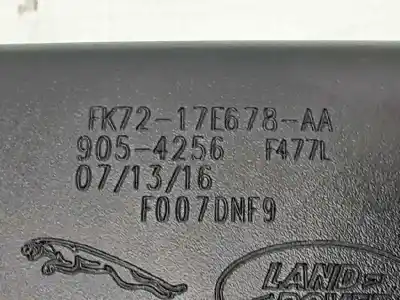 FK72-17E678-AA
905-4256 F477L
07/13/16
F007DNF9
LAND-